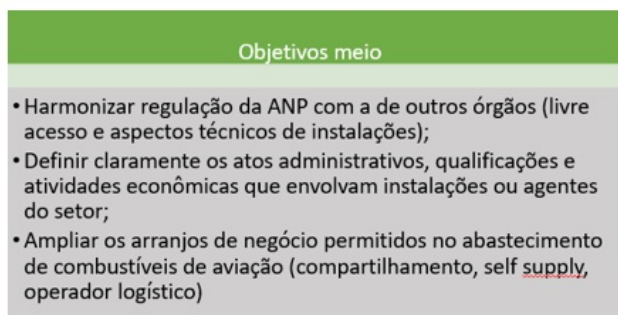 Objetivos meio
• Harmonizar regulação da ANP com a de outros órgãos (livre
acesso e aspectos técnicos de instalações);
• Definir claramente os atos administrativos, qualificações e
atividades econômicas que envolvam instalações ou agentes
do setor;
• Ampliar os arranjos de negócio permitidos no abastecimento
de combustíveis de aviação (compartilhamento, self supply,
operador logístico)